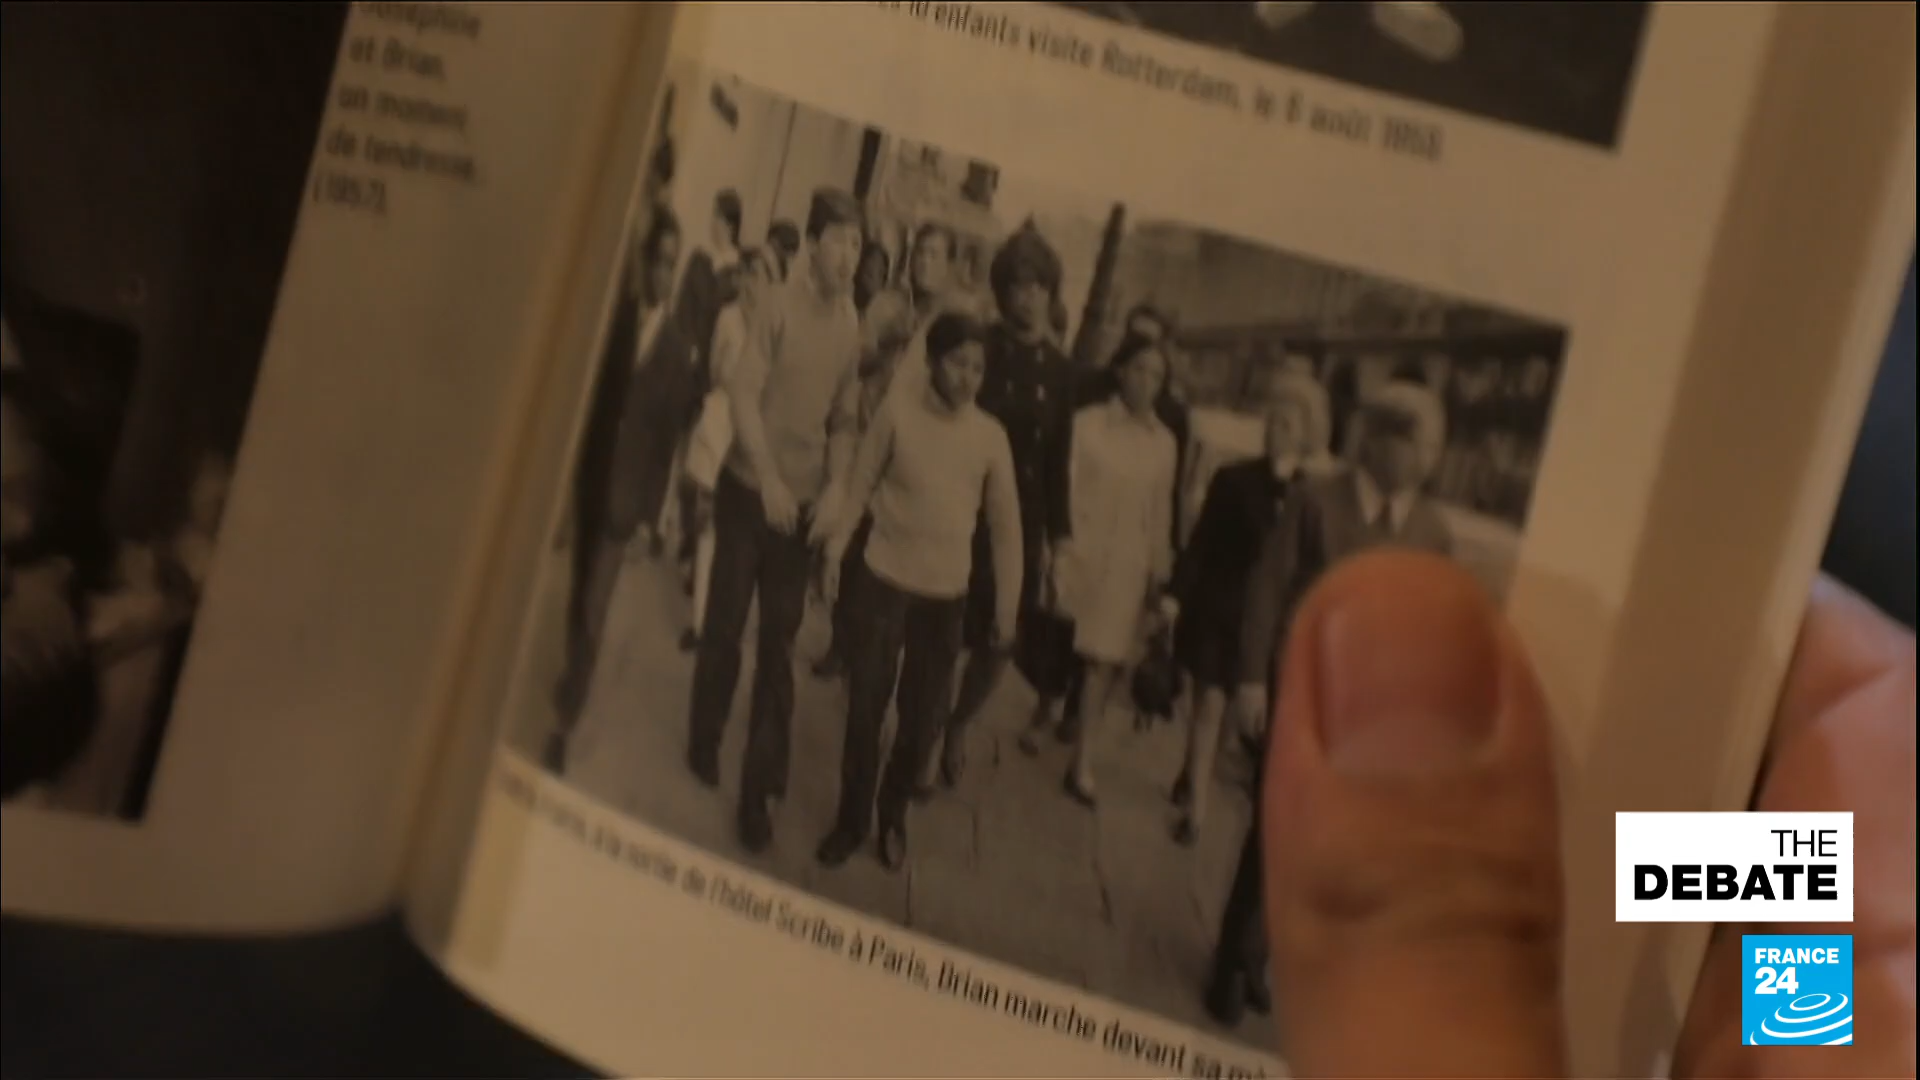 et Brian,
un moment
de tendresse.
(1957).
10 enfants visite Rotterdam, le 6 août
à la sortie de l'hôtel Scribe à Paris, Brian marche devant sa
THE
DEBATE
FRANCE
24